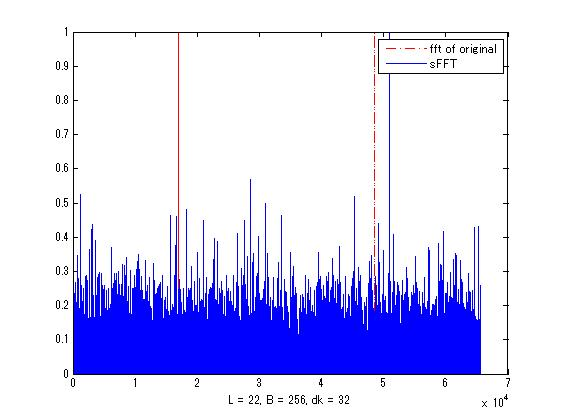 1
0.9
0.8
0.7
0.6
0.5
0.4
0.3
0.2
0.1
0
fft of original
sFFT
0 1 2 3 4 5 6 7
x 10^4
L = 22, B = 256, dk = 32